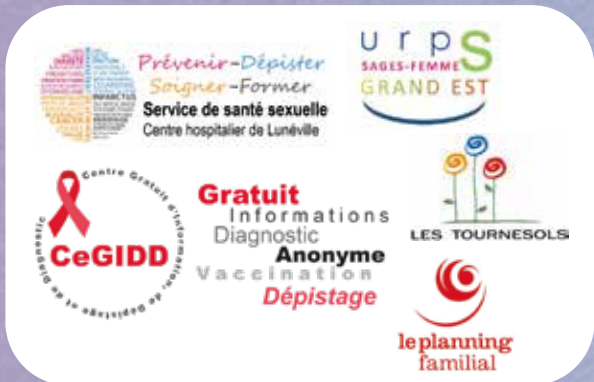 Prévenir-Dépister
Soigner-Former
Service de santé sexuelle
Centre hospitalier de Lunéville
urps
SAGES-FEMMES
GRAND EST
Centre Gratuit d'Information, de Dépistage et de Diagnostic
CeGIDD
Gratuit
Informations
Diagnostic
Anonyme
Vaccination
Dépistage
LES TOURNESOLS
le planning
familial